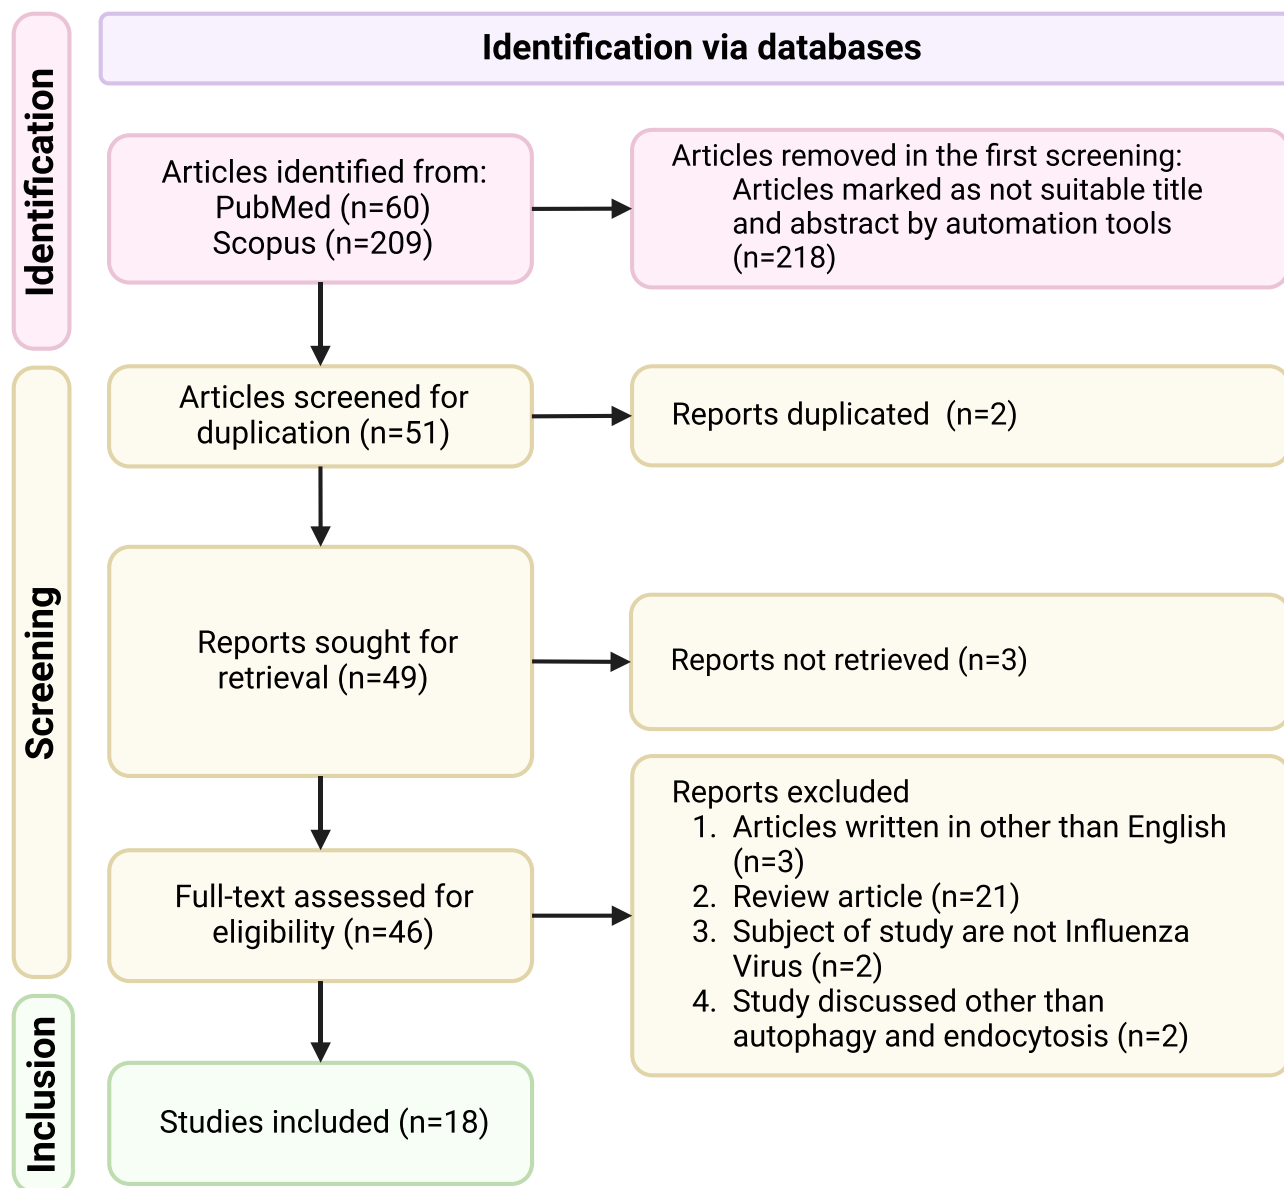 Identification via databases
Identification
Articles identified from:
PubMed (n=60)
Scopus (n=209)
Articles removed in the first screening:
Articles marked as not suitable title
and abstract by automation tools
(n=218)
Screening
Articles screened for
duplication (n=51)
Reports duplicated  (n=2)
Reports sought for
retrieval (n=49)
Reports not retrieved (n=3)
Full-text assessed for
eligibility (n=46)
Reports excluded
1. Articles written in other than English
(n=3)
2. Review article (n=21)
3. Subject of study are not Influenza
Virus (n=2)
4. Study discussed other than
autophagy and endocytosis (n=2)
Inclusion
Studies included (n=18)